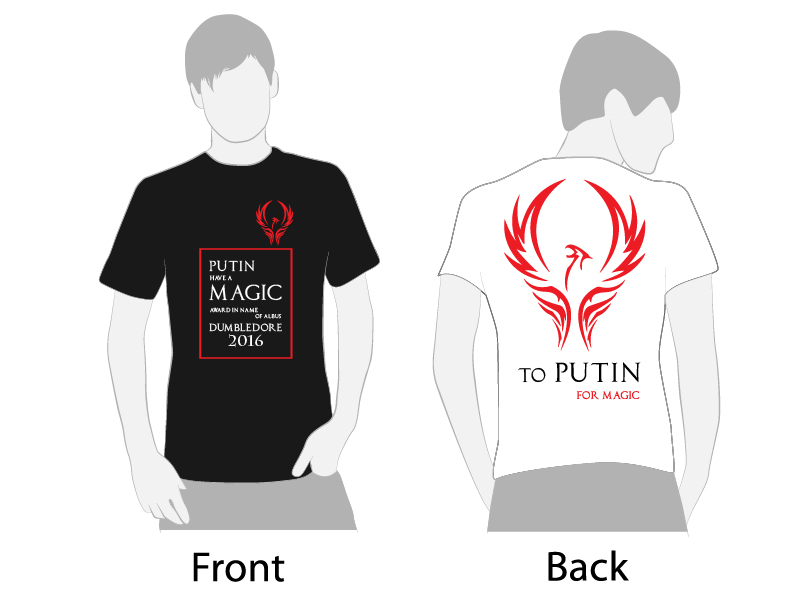 PUTIN
HAVE A
MAGIC
AWARD IN NAME
OF ALBUS
DUMBLEDORE
2016
TO PUTIN
FOR MAGIC
Front
Back